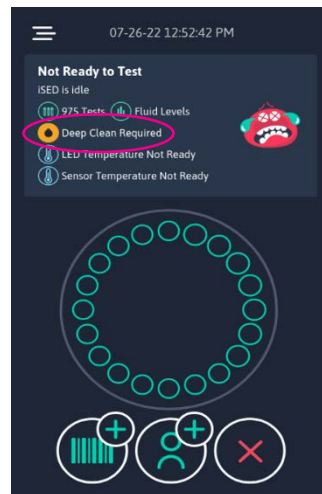 07-26-22 12:52:42 PM
Not Ready to Test
iSED is idle
975 Tests Fluid Levels
Deep Clean Required
LED Temperature Not Ready
Sensor Temperature Not Ready